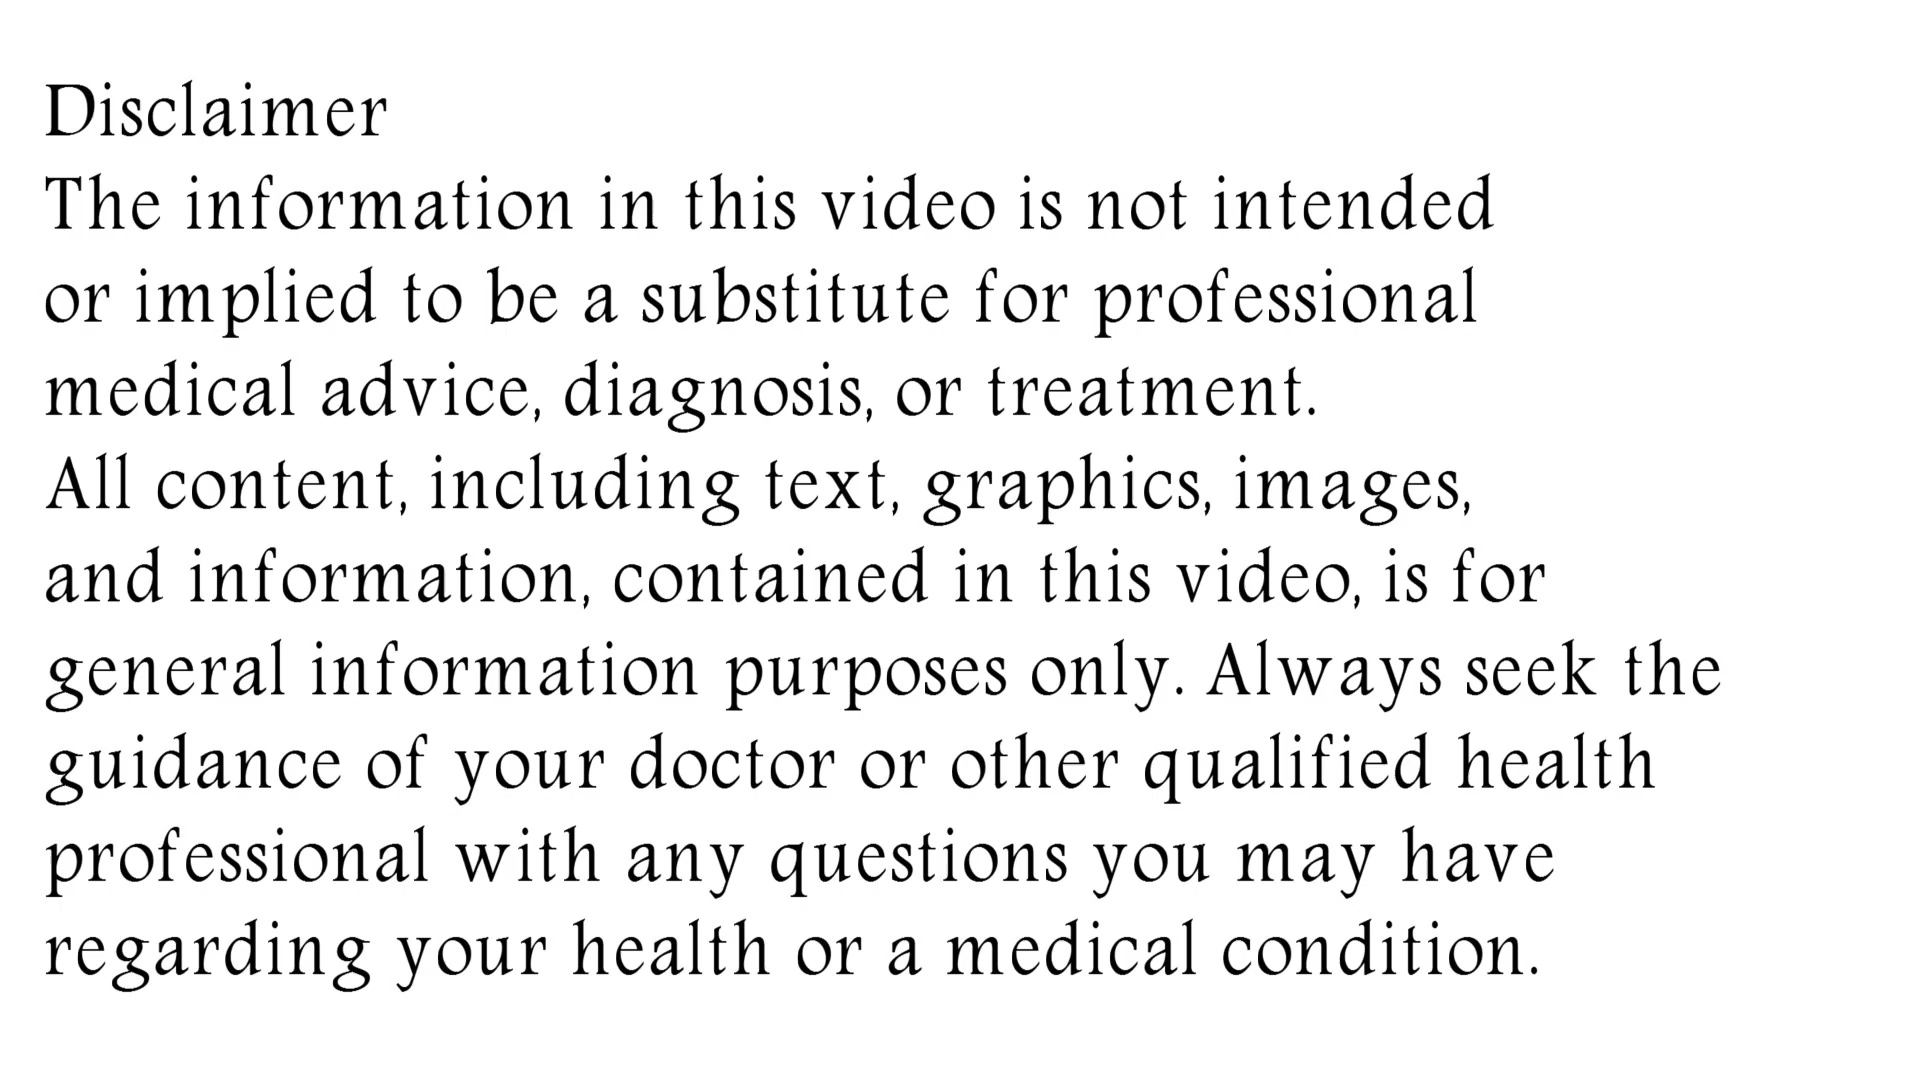 Disclaimer
The information in this video is not intended
or implied to be a substitute for professional
medical advice, diagnosis, or treatment.
All content, including text, graphics, images,
and information, contained in this video, is for
general information purposes only. Always seek the
guidance of your doctor or other qualified health
professional with any questions you may have
regarding your health or a medical condition.